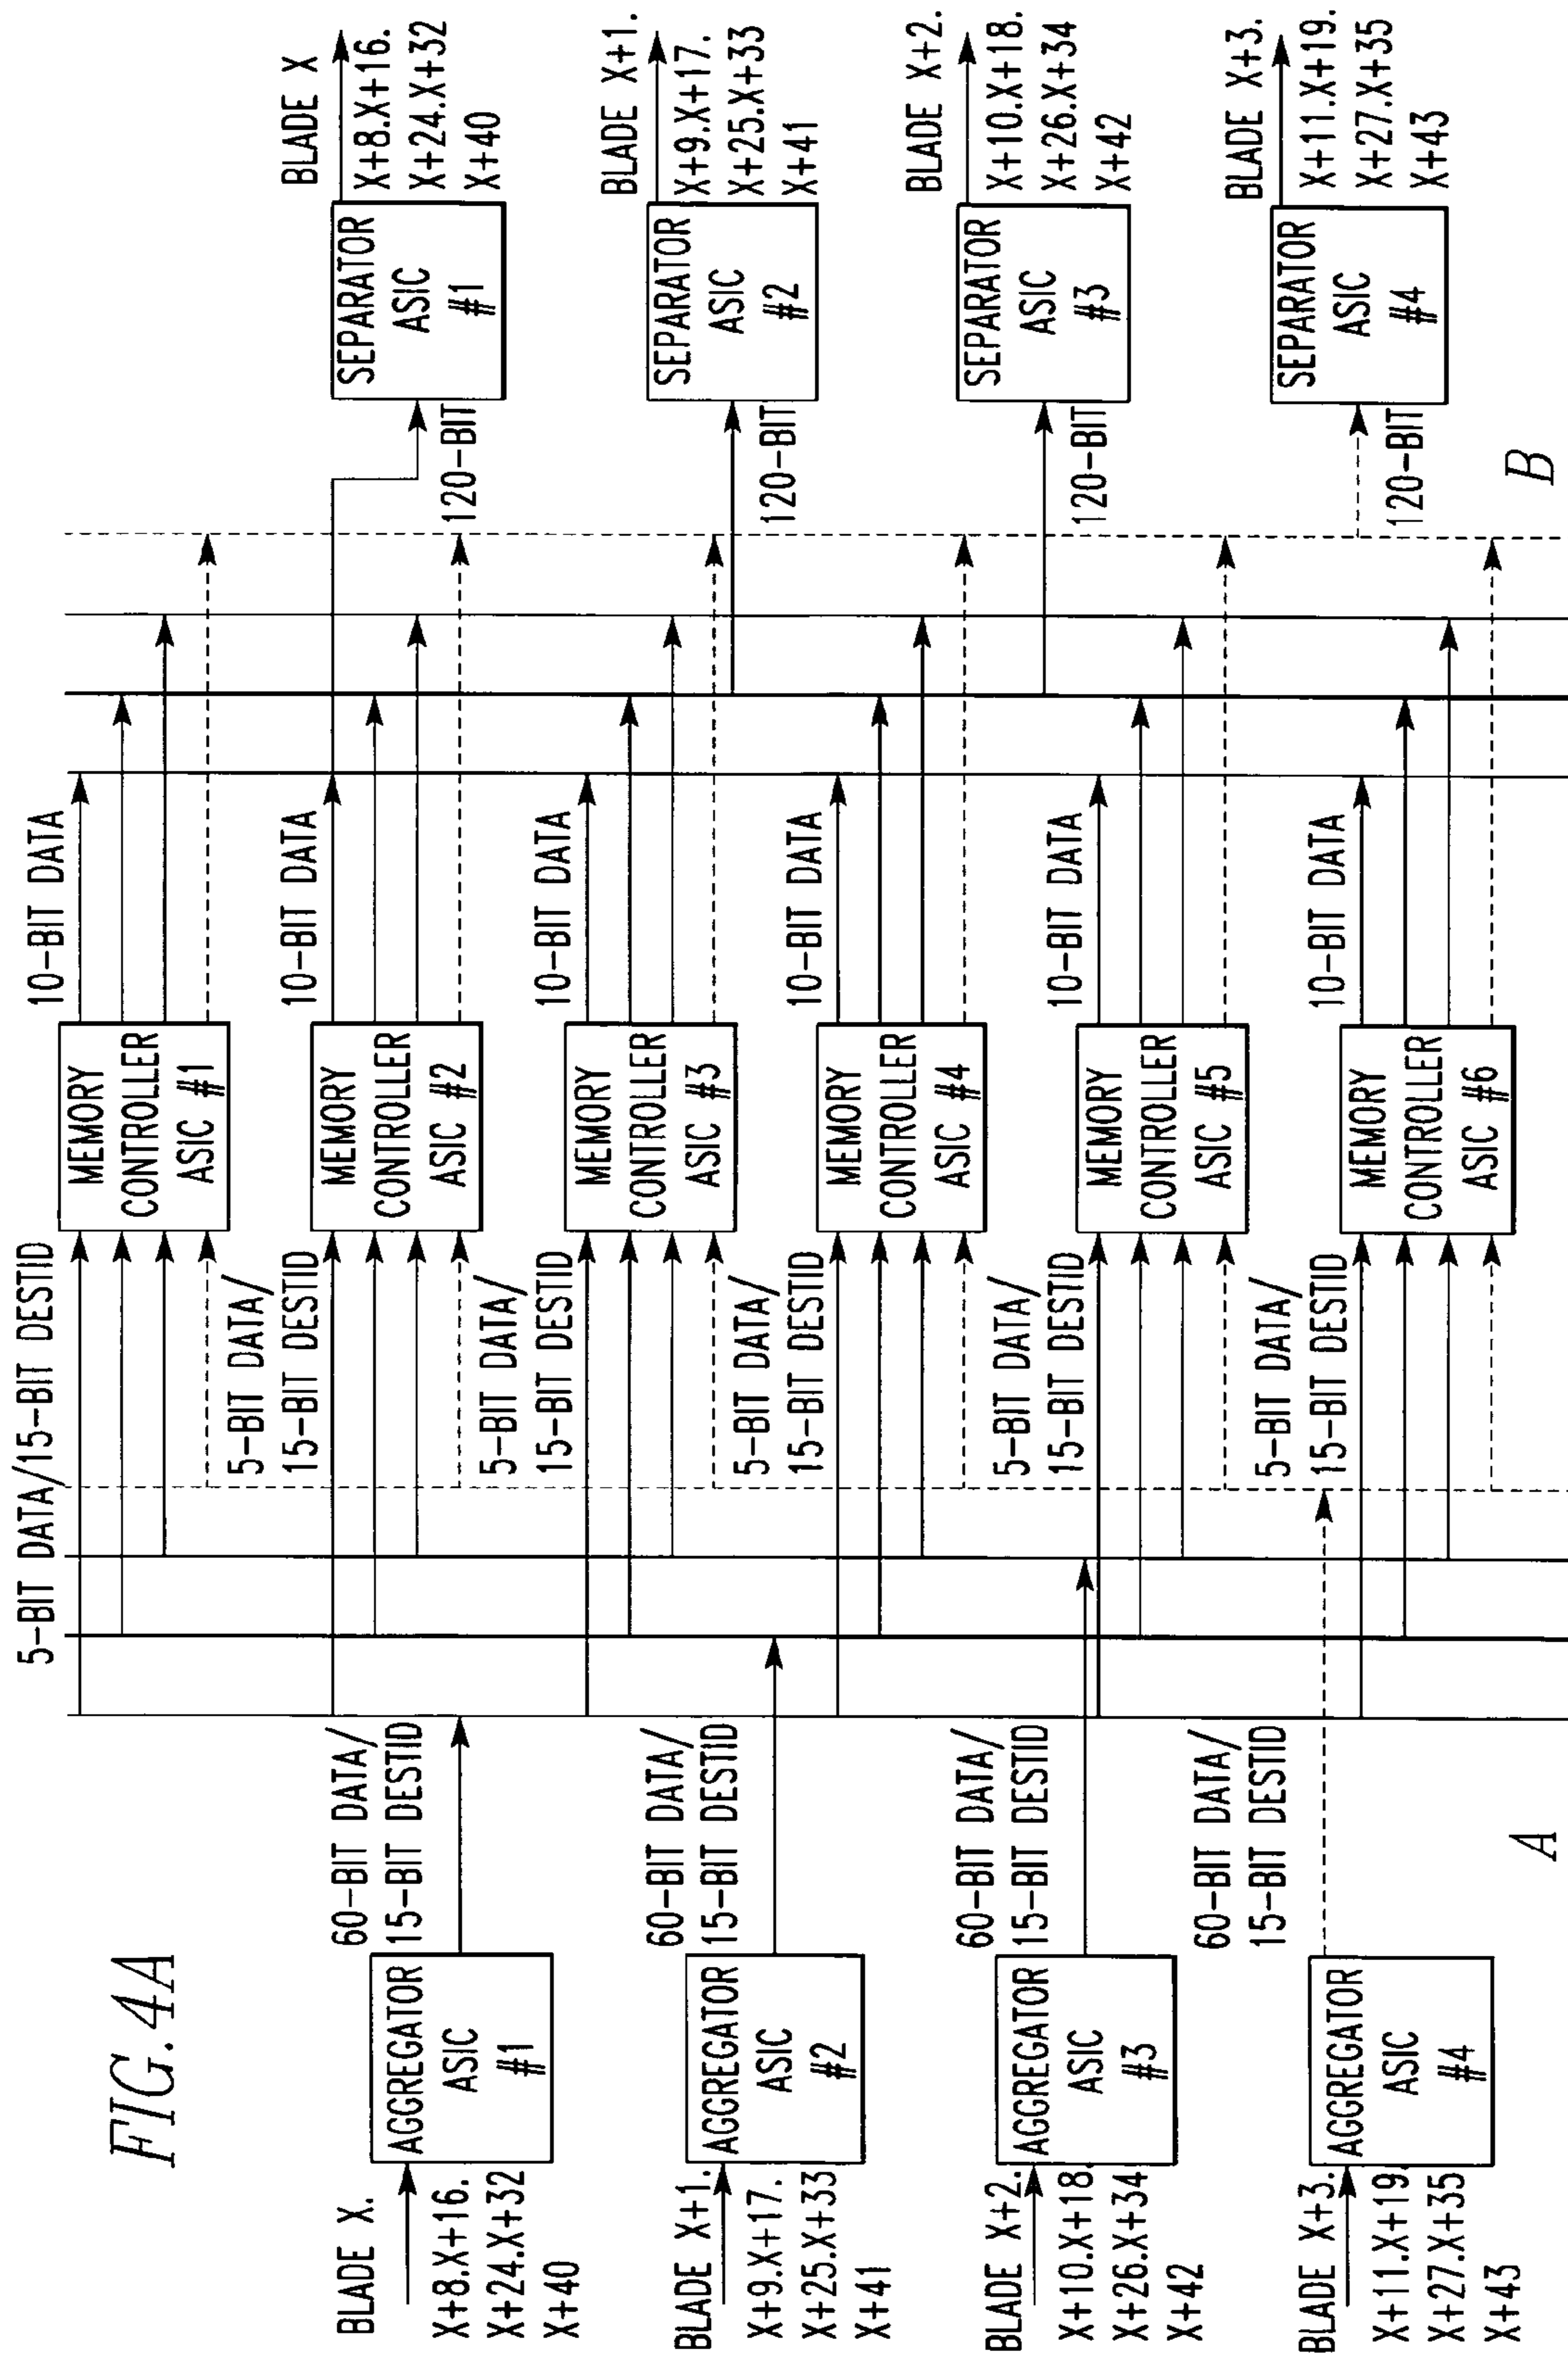 FIG. 4A
BLADE X.
X+8.X+16.
X+24.X+32
X+40
AGGREGATOR
ASIC
#1
60-BIT DATA/
15-BIT DESTID
BLADE X+1.
X+9.X+17.
X+25.X+33
X+41
AGGREGATOR
ASIC
#2
60-BIT DATA/
15-BIT DESTID
BLADE X+2.
X+10.X+18.
X+26.X+34
X+42
AGGREGATOR
ASIC
#3
60-BIT DATA/
15-BIT DESTID
BLADE X+3.
X+11.X+19.
X+27.X+35
X+43
AGGREGATOR
ASIC
#4
60-BIT DATA/
15-BIT DESTID
A
5-BIT DATA/15-BIT DESTID
MEMORY
CONTROLLER
ASIC #1
10-BIT DATA
5-BIT DATA/
15-BIT DESTID
MEMORY
CONTROLLER
ASIC #2
10-BIT DATA
5-BIT DATA/
15-BIT DESTID
MEMORY
CONTROLLER
ASIC #3
10-BIT DATA
5-BIT DATA/
15-BIT DESTID
MEMORY
CONTROLLER
ASIC #4
10-BIT DATA
5-BIT DATA/
15-BIT DESTID
MEMORY
CONTROLLER
ASIC #5
10-BIT DATA
5-BIT DATA/
15-BIT DESTID
MEMORY
CONTROLLER
ASIC #6
10-BIT DATA
120-BIT
SEPARATOR
ASIC
#1
BLADE X
X+8.X+16.
X+24.X+32
X+40
120-BIT
SEPARATOR
ASIC
#2
BLADE X+1.
X+9.X+17.
X+25.X+33
X+41
120-BIT
SEPARATOR
ASIC
#3
BLADE X+2.
X+10.X+18.
X+26.X+34
X+42
120-BIT
SEPARATOR
ASIC
#4
BLADE X+3.
X+11.X+19.
X+27.X+35
X+43
B